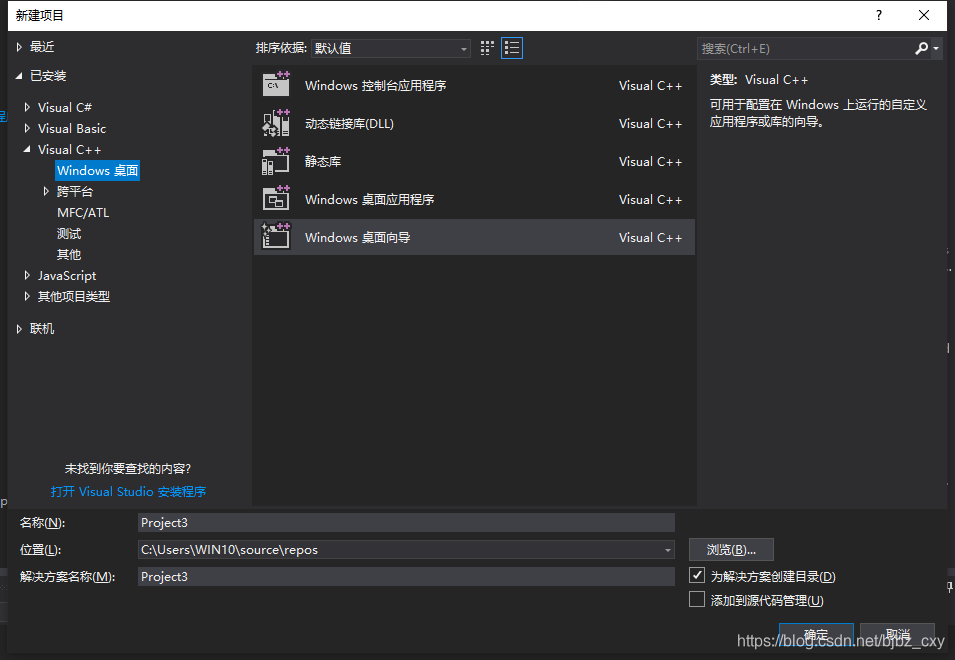 新建项目
?
最近
排序依据:
默认值
搜索(Ctrl+E)
已安装
Visual C#
Visual Basic
Visual C++
Windows 桌面
跨平台
MFC/ATL
测试
其他
JavaScript
其他项目类型
联机
未找到你要查找的内容?
打开 Visual Studio 安装程序
C:\
Windows 控制台应用程序
Visual C++
动态链接库(DLL)
Visual C++
静态库
Visual C++
Windows 桌面应用程序
Visual C++
Windows 桌面向导
Visual C++
类型: Visual C++
可用于配置在 Windows 上运行的自定义
应用程序或库的向导。
名称(N):
Project3
位置(L):
C:\Users\WIN10\source\repos
浏览(B)...
解决方案名称(M):
Project3
为解决方案创建目录(D)
添加到源代码管理(U)
确定
取消
https://blog.csdn.net/bjbz_cxy